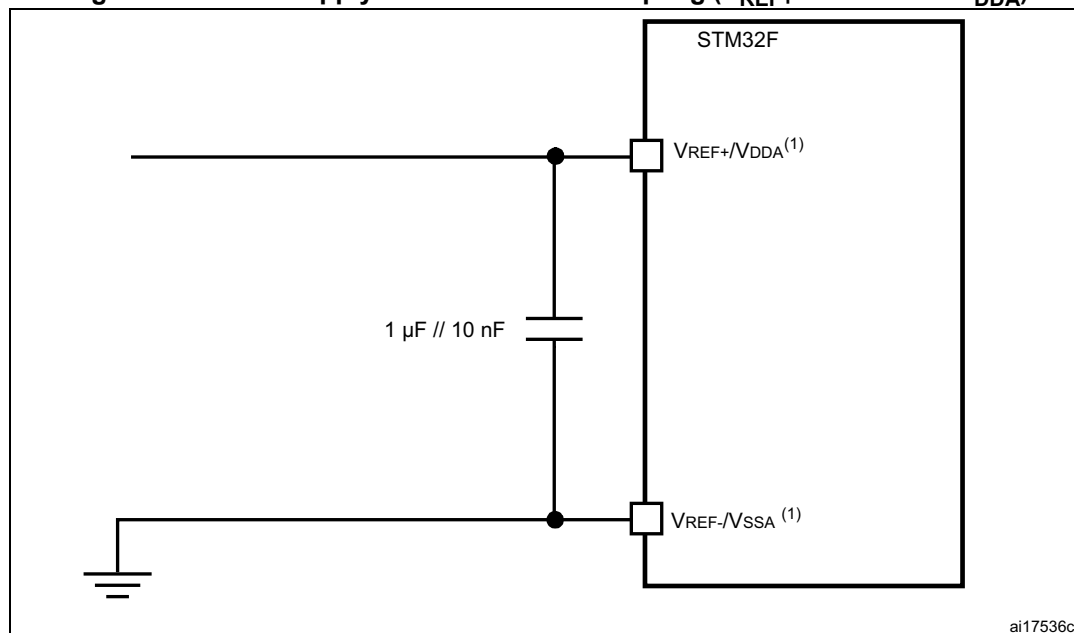 STM32F
VREF+/VDDA(1)
1 µF // 10 nF
VREF-/VSSA (1)
ai17536c